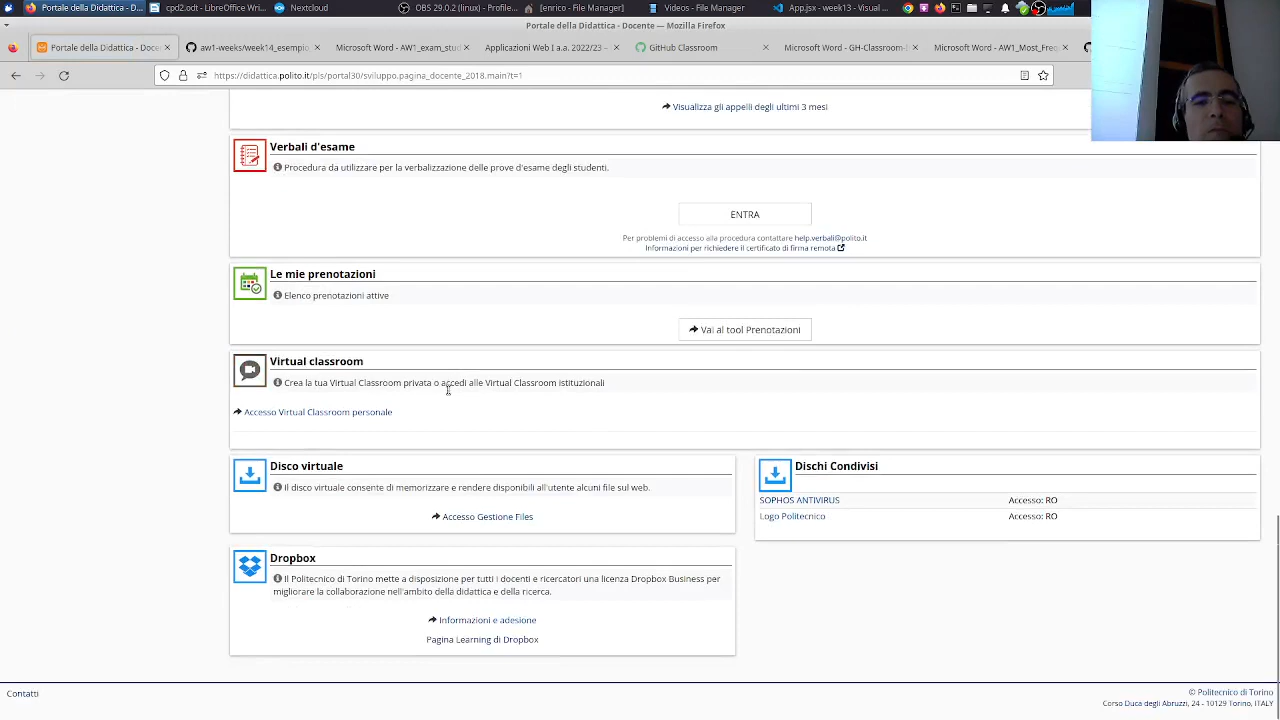 Portale della Didattica - D...
cpd2.odt - LibreOffice Wri...
Nextcloud
OBS 29.0.2 (linux) - Profile...
[enrico - File Manager]
Videos - File Manager
App.jsx - week13 - Visual ...
Portale della Didattica - Docente — Mozilla Firefox
Portale della Didattica - Doce
aw1-weeks/week14_esempio
Microsoft Word - AW1_exam_stud
Applicazioni Web I a.a. 2022/23 –
GitHub Classroom
Microsoft Word - GH-Classroom-I
Microsoft Word - AW1_Most_Freq
https://didattica.polito.it/pls/portal30/sviluppo.pagina_docente_2018.main?t=1
Visualizza gli appelli degli ultimi 3 mesi
Verbali d'esame
Procedura da utilizzare per la verbalizzazione delle prove d'esame degli studenti.
ENTRA
Per problemi di accesso alla procedura contattare help.verbali@polito.it
Informazioni per richiedere il certificato di firma remota
Le mie prenotazioni
Elenco prenotazioni attive
Vai al tool Prenotazioni
Virtual classroom
Crea la tua Virtual Classroom privata o accedi alle Virtual Classroom istituzionali
Accesso Virtual Classroom personale
Disco virtuale
Il disco virtuale consente di memorizzare e rendere disponibili all'utente alcuni file sul web.
Accesso Gestione Files
Dischi Condivisi
SOPHOS ANTIVIRUS Accesso: RO
Logo Politecnico Accesso: RO
Dropbox
Il Politecnico di Torino mette a disposizione per tutti i docenti e ricercatori una licenza Dropbox Business per
migliorare la collaborazione nell'ambito della didattica e della ricerca.
Informazioni e adesione
Pagina Learning di Dropbox
Contatti
© Politecnico di Torino
Corso Duca degli Abruzzi, 24 - 10129 Torino, ITALY